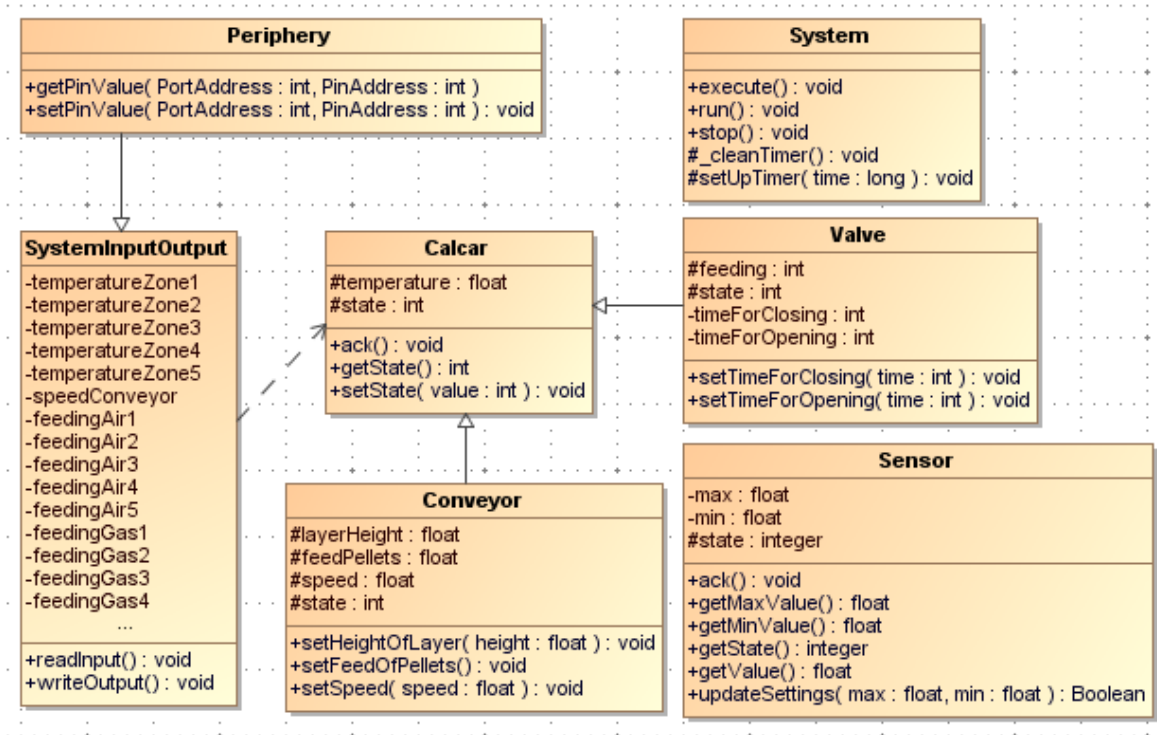 Periphery
+getPinValue( PortAddress : int, PinAddress : int )
+setPinValue( PortAddress : int, PinAddress : int ) : void
System
+execute() : void
+run() : void
+stop() : void
#_cleanTimer() : void
#setUpTimer( time : long ) : void
SystemInputOutput
-temperatureZone1
-temperatureZone2
-temperatureZone3
-temperatureZone4
-temperatureZone5
-speedConveyor
-feedingAir1
-feedingAir2
-feedingAir3
-feedingAir4
-feedingAir5
-feedingGas1
-feedingGas2
-feedingGas3
-feedingGas4
...
+readInput() : void
+writeOutput() : void
Calcar
#temperature : float
#state : int
+ack() : void
+getState() : int
+setState( value : int ) : void
Valve
#feeding : int
#state : int
-timeForClosing : int
-timeForOpening : int
+setTimeForClosing( time : int ) : void
+setTimeForOpening( time : int ) : void
Conveyor
#layerHeight : float
#feedPellets : float
#speed : float
#state : int
+setHeightOfLayer( height : float ) : void
+setFeedOfPellets() : void
+setSpeed( speed : float ) : void
Sensor
-max : float
-min : float
#state : integer
+ack() : void
+getMaxValue() : float
+getMinValue() : float
+getState() : integer
+getValue() : float
+updateSettings( max : float, min : float ) : Boolean